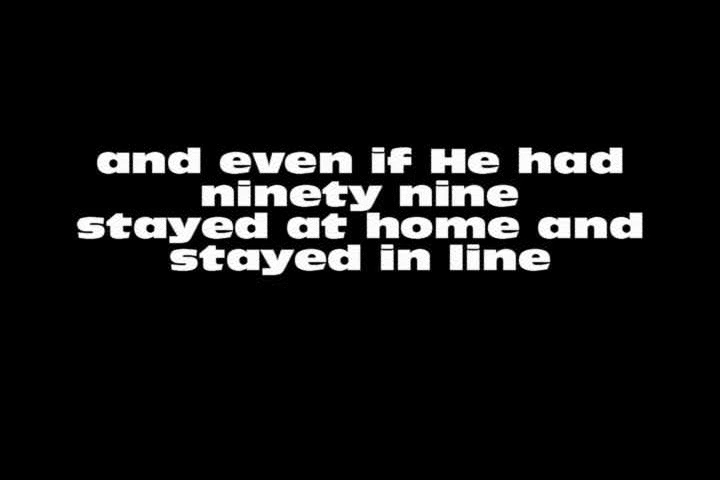 and even if He had
ninety nine
stayed at home and
stayed in line